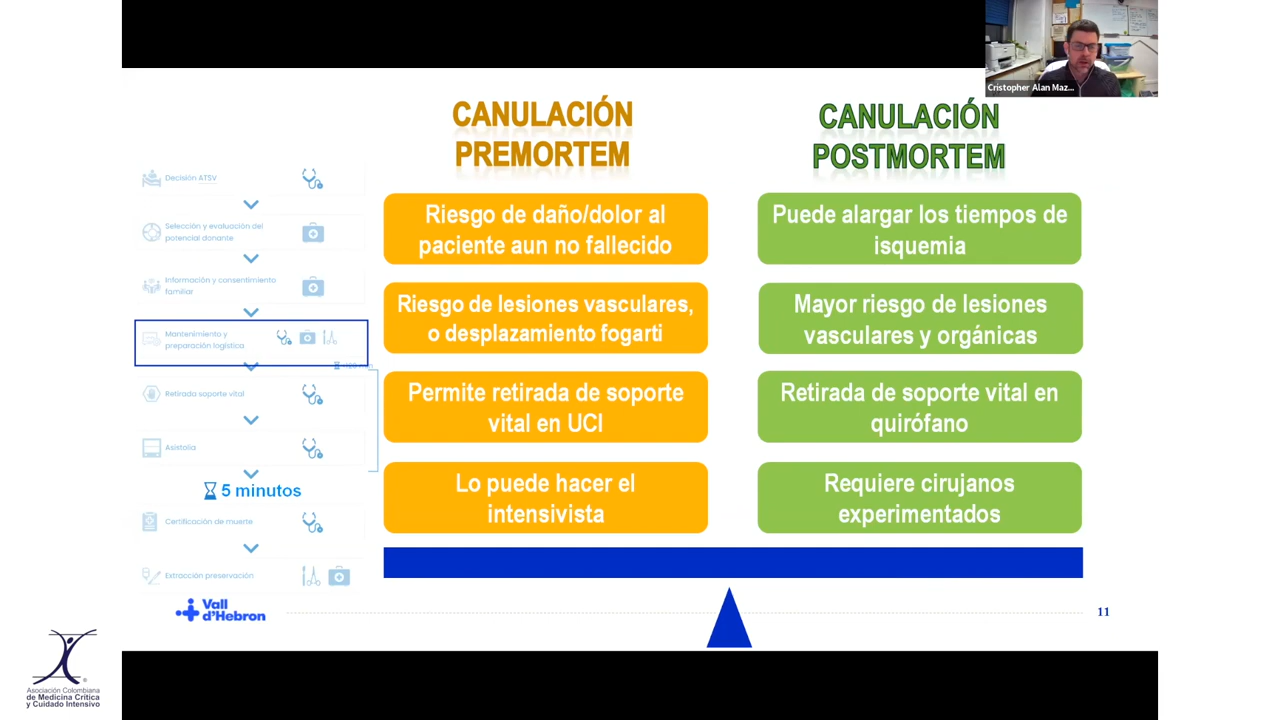 Cristopher Alan Maz...
CANULACIÓN
PREMORTEM
CANULACIÓN
POSTMORTEM
Decisión ATSV
Selección y evaluación del
potencial donante
Información y consentimiento
familiar
Mantenimiento y
preparación logística
Retirada soporte vital
Asistolia
5 minutos
Certificación de muerte
Extracción preservación
Riesgo de daño/dolor al
paciente aun no fallecido
Riesgo de lesiones vasculares,
o desplazamiento fogarti
Permite retirada de soporte
vital en UCI
Lo puede hacer el
intensivista
Puede alargar los tiempos de
isquemia
Mayor riesgo de lesiones
vasculares y orgánicas
Retirada de soporte vital en
quirófano
Requiere cirujanos
experimentados
Vall
d'Hebron
11
Asociación Colombiana
de Medicina Crítica
y Cuidado Intensivo